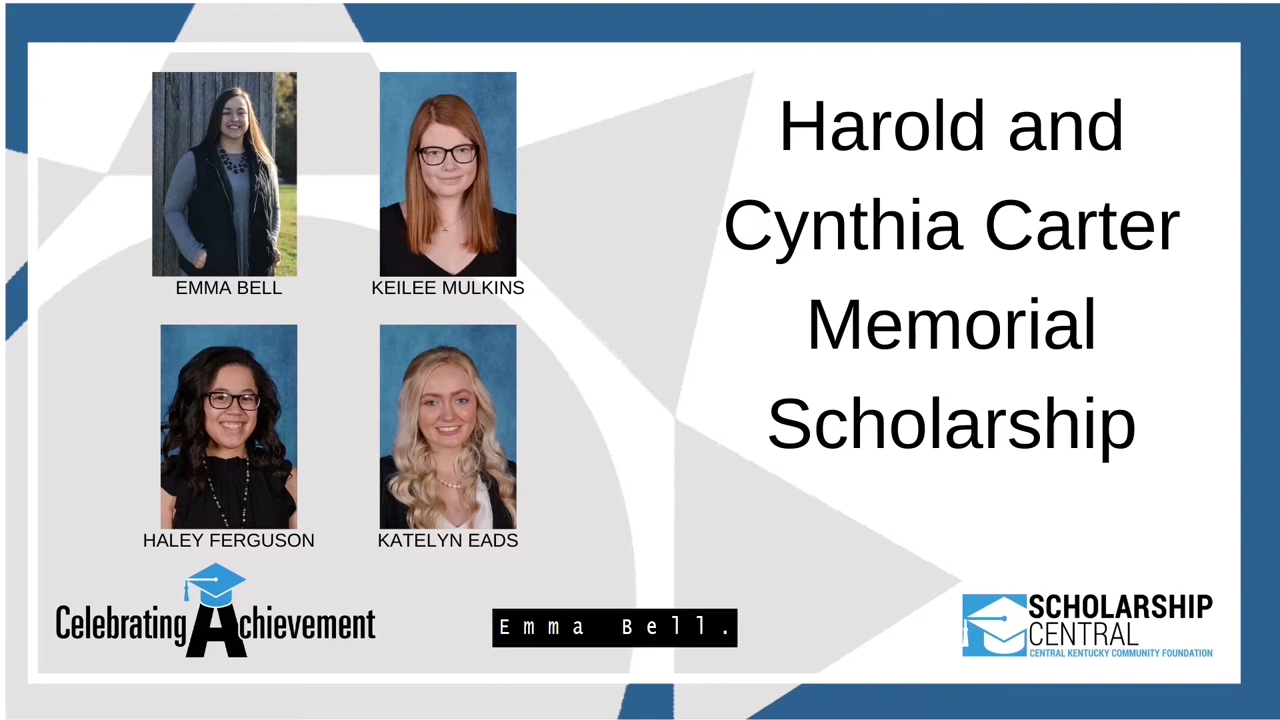 Harold and
Cynthia Carter
Memorial
Scholarship
EMMA BELL
KEILEE MULKINS
HALEY FERGUSON
KATELYN EADS
Celebrating Achievement
Emma Bell.
SCHOLARSHIP
CENTRAL
CENTRAL KENTUCKY COMMUNITY FOUNDATION